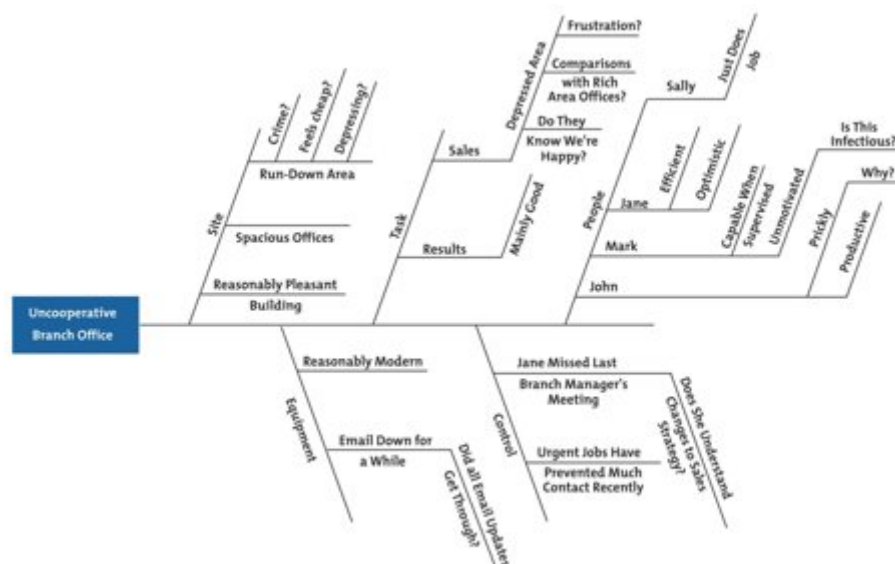 Uncooperative
Branch Office
Site
Crime?
Feels cheap?
Depressing?
Run-Down Area
Spacious Offices
Reasonably Pleasant
Building
Task
Sales
Depressed Area
Frustration?
Comparisons
with Rich
Area Offices?
Do They
Know We're
Happy?
Results
Mainly Good
People
Sally
Just Does
Job
Jane
Efficient
Optimistic
Mark
Capable When
Supervised
Unmotivated
Is This
Infectious?
John
Prickly
Why?
Productive
Equipment
Reasonably Modern
Email Down for
a While
Did all Email Updates
Get Through?
Control
Jane Missed Last
Branch Manager's
Meeting
Does She Understand
Changes to Sales
Strategy?
Urgent Jobs Have
Prevented Much
Contact Recently